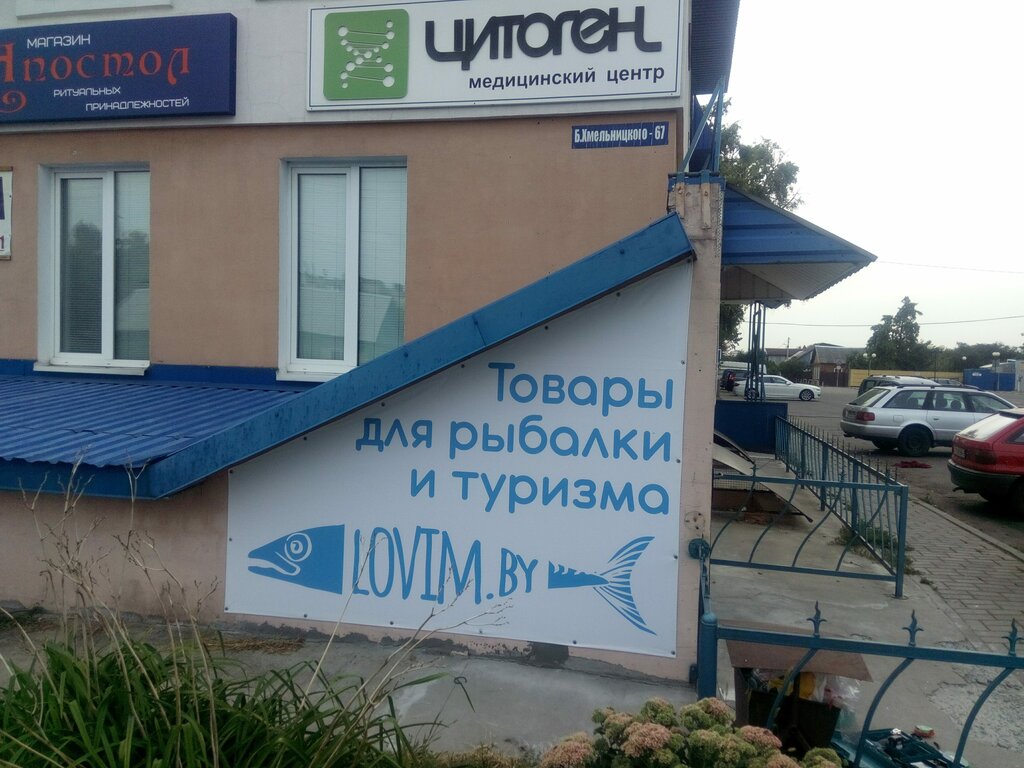 МАГАЗИН
Апостол
РИТУАЛЬНЫХ
ПРИНАДЛЕЖНОСТЕЙ
ЦИТОГЕН
медицинский центр
Б.Хмельницкого - 67
Товары
для рыбалки
и туризма
LOVIM.BY